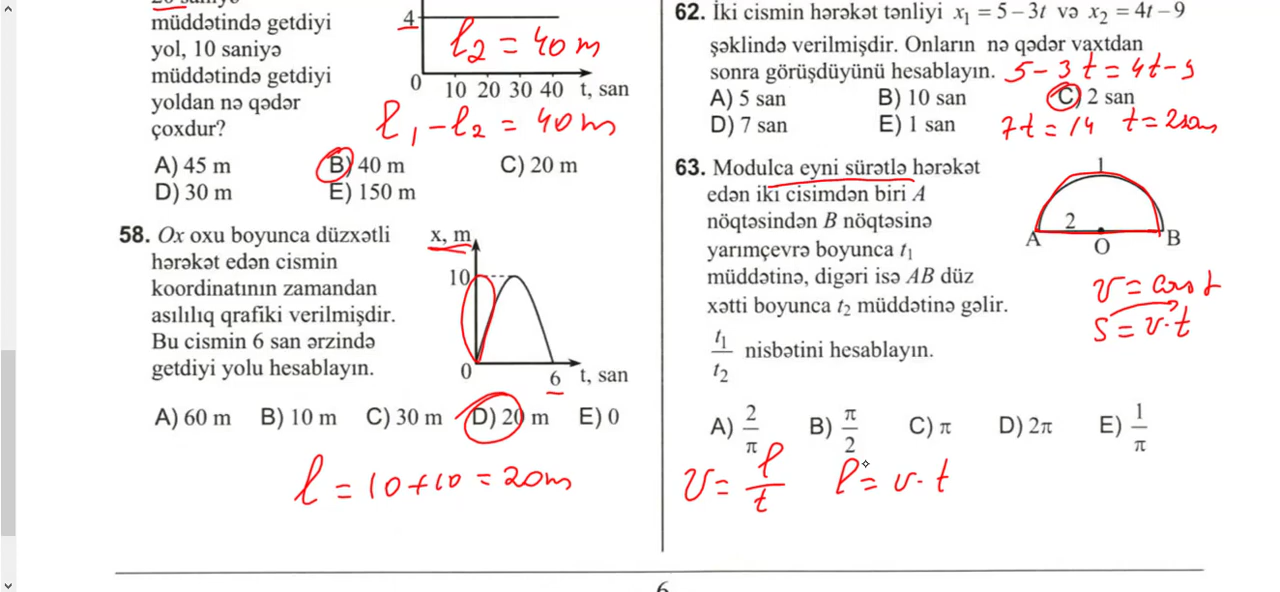 müddətində getdiyi
yol, 10 saniyə
müddətində getdiyi
yoldan nə qədər
çoxdur?
4
l₂ = 40 m
0 10 20 30 40 t, san
l₁ - l₂ = 40 m
A) 45 m B) 40 m C) 20 m
D) 30 m E) 150 m
58. Ox oxu boyunca düzxətli
hərəkət edən cismin
koordinatının zamandan
asılılıq qrafiki verilmişdir.
Bu cismin 6 san ərzində
getdiyi yolu hesablayın.
x, m
10
0 6 t, san
A) 60 m B) 10 m C) 30 m D) 20 m E) 0
l = 10+10 = 20m
62. İki cismin hərəkət tənliyi x₁ = 5 – 3t və x₂ = 4t – 9
şəklində verilmişdir. Onların nə qədər vaxtdan
sonra görüşdüyünü hesablayın. 5 - 3t = 4t - 9
A) 5 san B) 10 san C) 2 san
D) 7 san E) 1 san 7t = 14 t = 2san
63. Modulca eyni sürətlə hərəkət
edən iki cisimdən biri A
nöqtəsindən B nöqtəsinə
yarımçevrə boyunca t₁
müddətinə, digəri isə AB düz
xətti boyunca t₂ müddətinə gəlir.
t₁/t₂ nisbətini hesablayın.
1
2
A O B
v = const
s = v · t
A) 2/π B) π/2 C) π D) 2π E) 1/π
v = l/t l = v · t
6